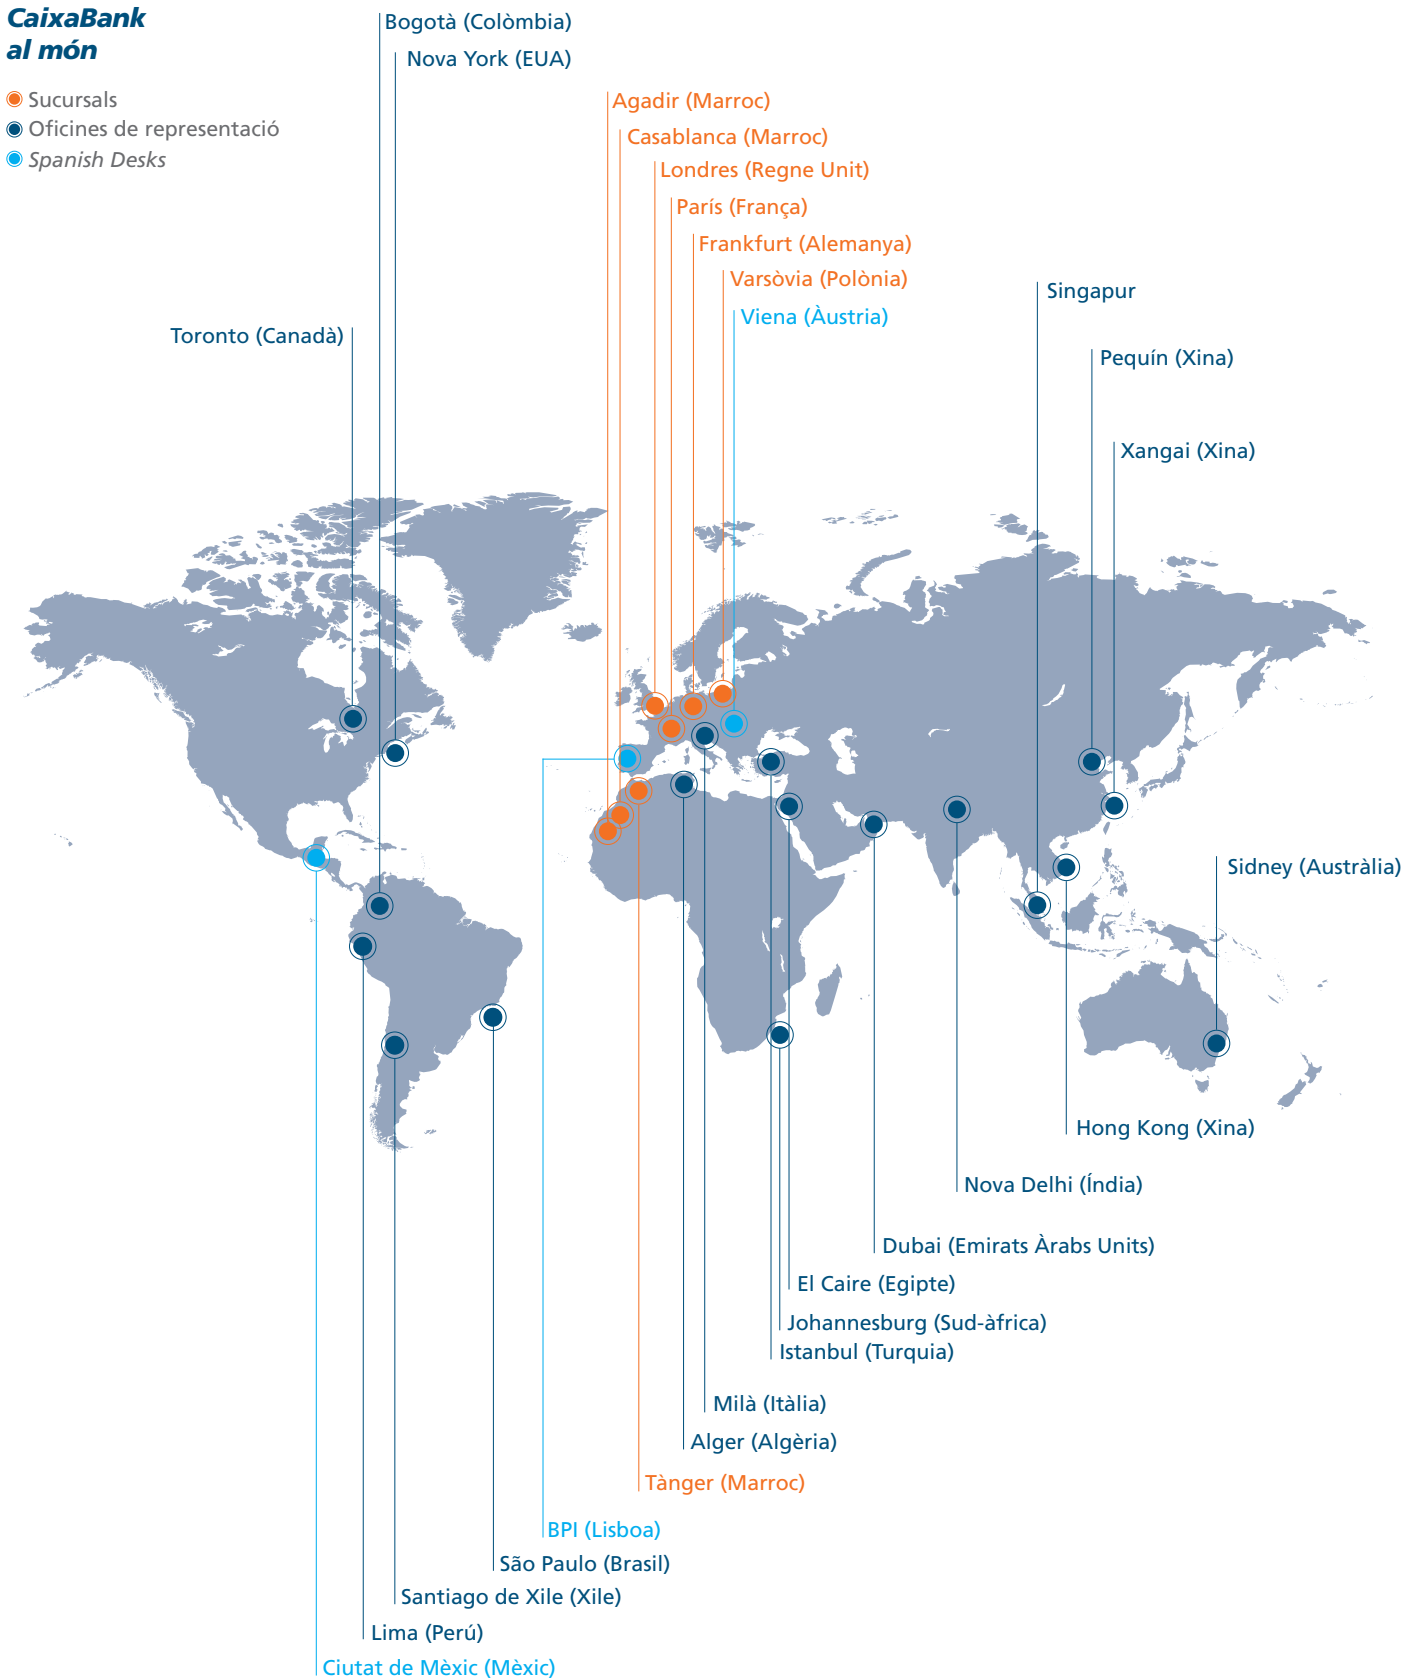 CaixaBank
al món
Sucursals
Oficines de representació
Spanish Desks
Bogotà (Colòmbia)
Nova York (EUA)
Agadir (Marroc)
Casablanca (Marroc)
Londres (Regne Unit)
París (França)
Frankfurt (Alemanya)
Varsòvia (Polònia)
Viena (Àustria)
Singapur
Toronto (Canadà)
Pequín (Xina)
Xangai (Xina)
Sidney (Austràlia)
Hong Kong (Xina)
Nova Delhi (Índia)
Dubai (Emirats Àrabs Units)
El Caire (Egipte)
Johannesburg (Sud-àfrica)
Istanbul (Turquia)
Milà (Itàlia)
Alger (Algèria)
Tànger (Marroc)
BPI (Lisboa)
São Paulo (Brasil)
Santiago de Xile (Xile)
Lima (Perú)
Ciutat de Mèxic (Mèxic)